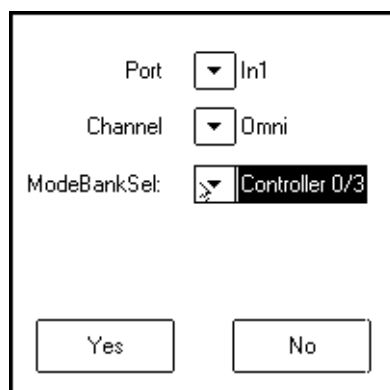 Port In1
Channel Omni
ModeBankSel: Controller 0/3
Yes No